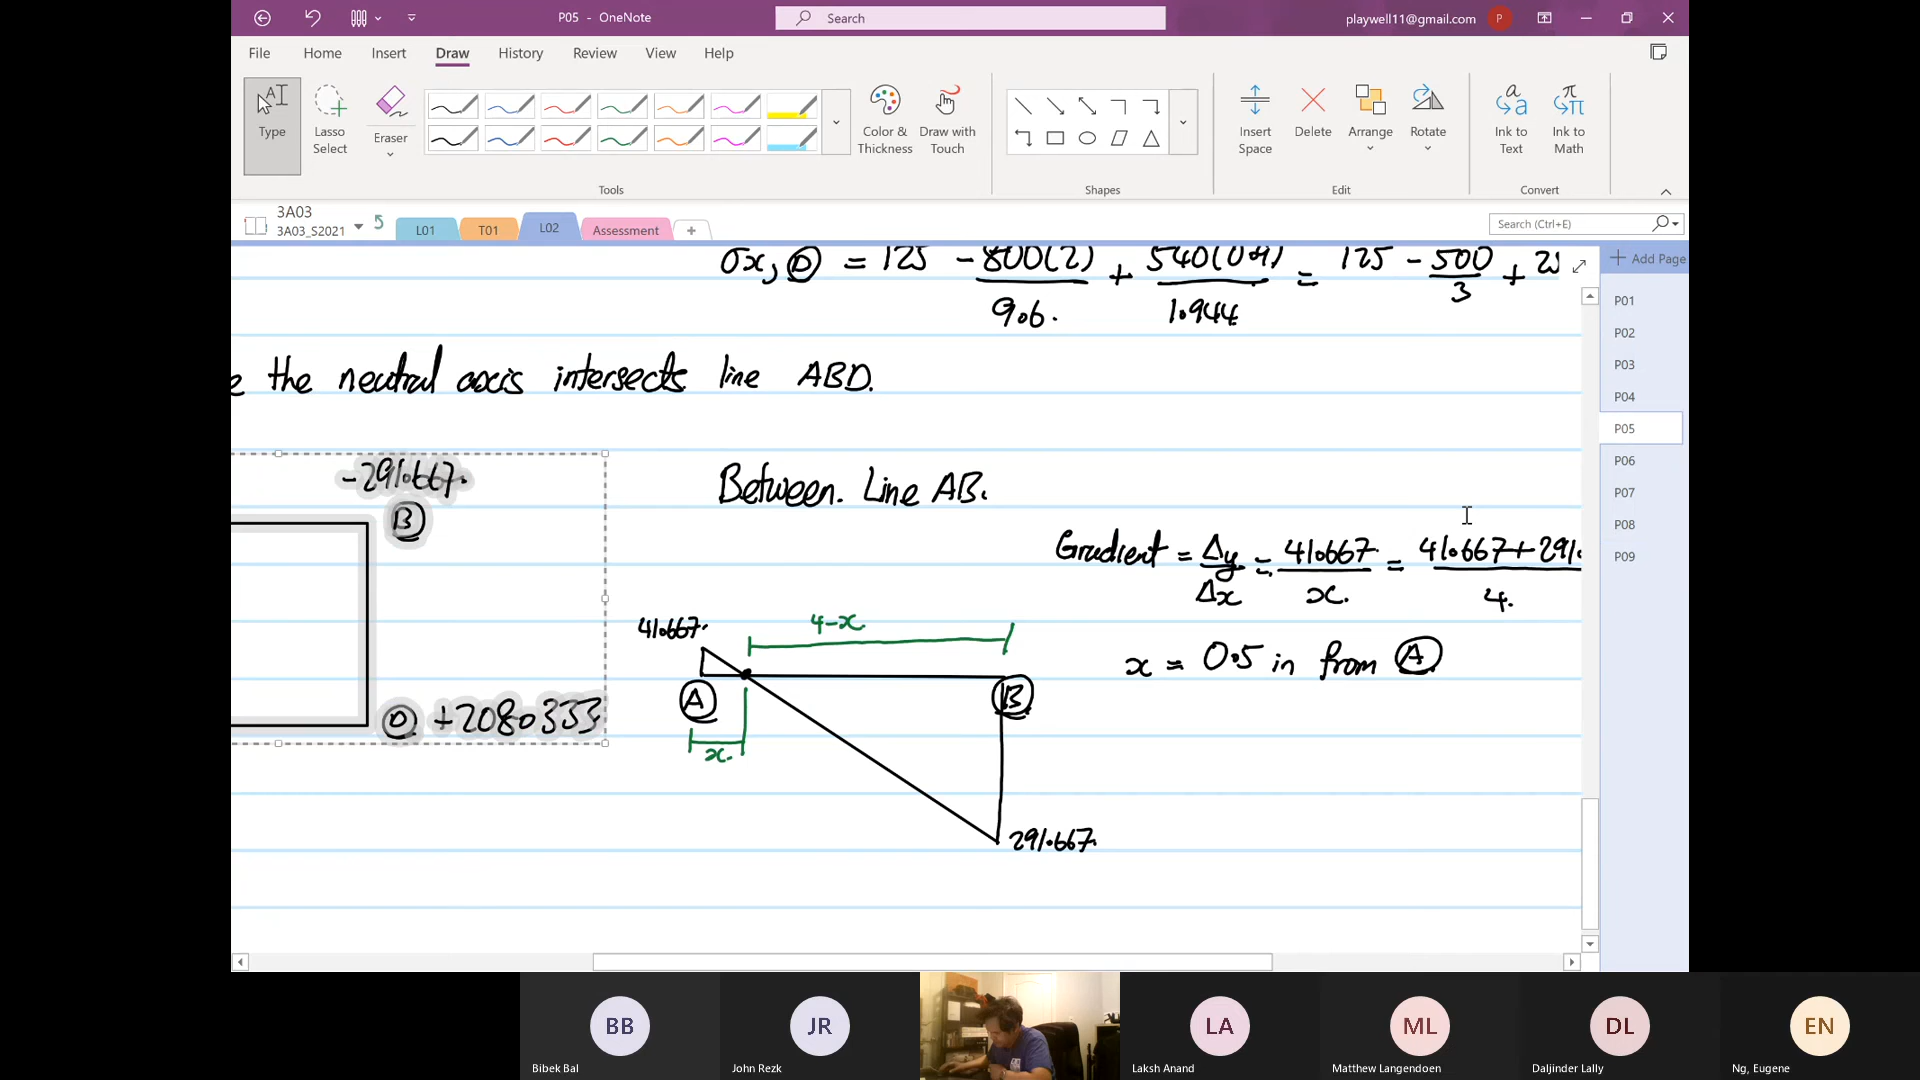 P05 - OneNote
Search
playwell11@gmail.com
P
File Home Insert Draw History Review View Help
Type
Lasso Select
Eraser
Color & Thickness
Draw with Touch
Insert Space
Delete
Arrange
Rotate
Ink to Text
Ink to Math
Tools
Shapes
Edit
Convert
3A03
3A03_S2021
L01
T01
L02
Assessment
Search (Ctrl+E)
Add Page
P01
P02
P03
P04
P05
P06
P07
P08
P09
σx, D = 125 - 800(2)/9.6. + 540(0.9)/1.944 = 125 - 500/3 + 25
e the neutral axis intersects line ABD.
-291.667.
B
D +208.0333
Between. Line AB.
Gradient = Δy/Δx = 41.667./x. = 41.667+291./4.
x = 0.5 in from A
41.667.
4-x
A
B
x.
291.667.
BB
Bibek Bal
JR
John Rezk
LA
Laksh Anand
ML
Matthew Langendoen
DL
Daljinder Lally
EN
Ng, Eugene